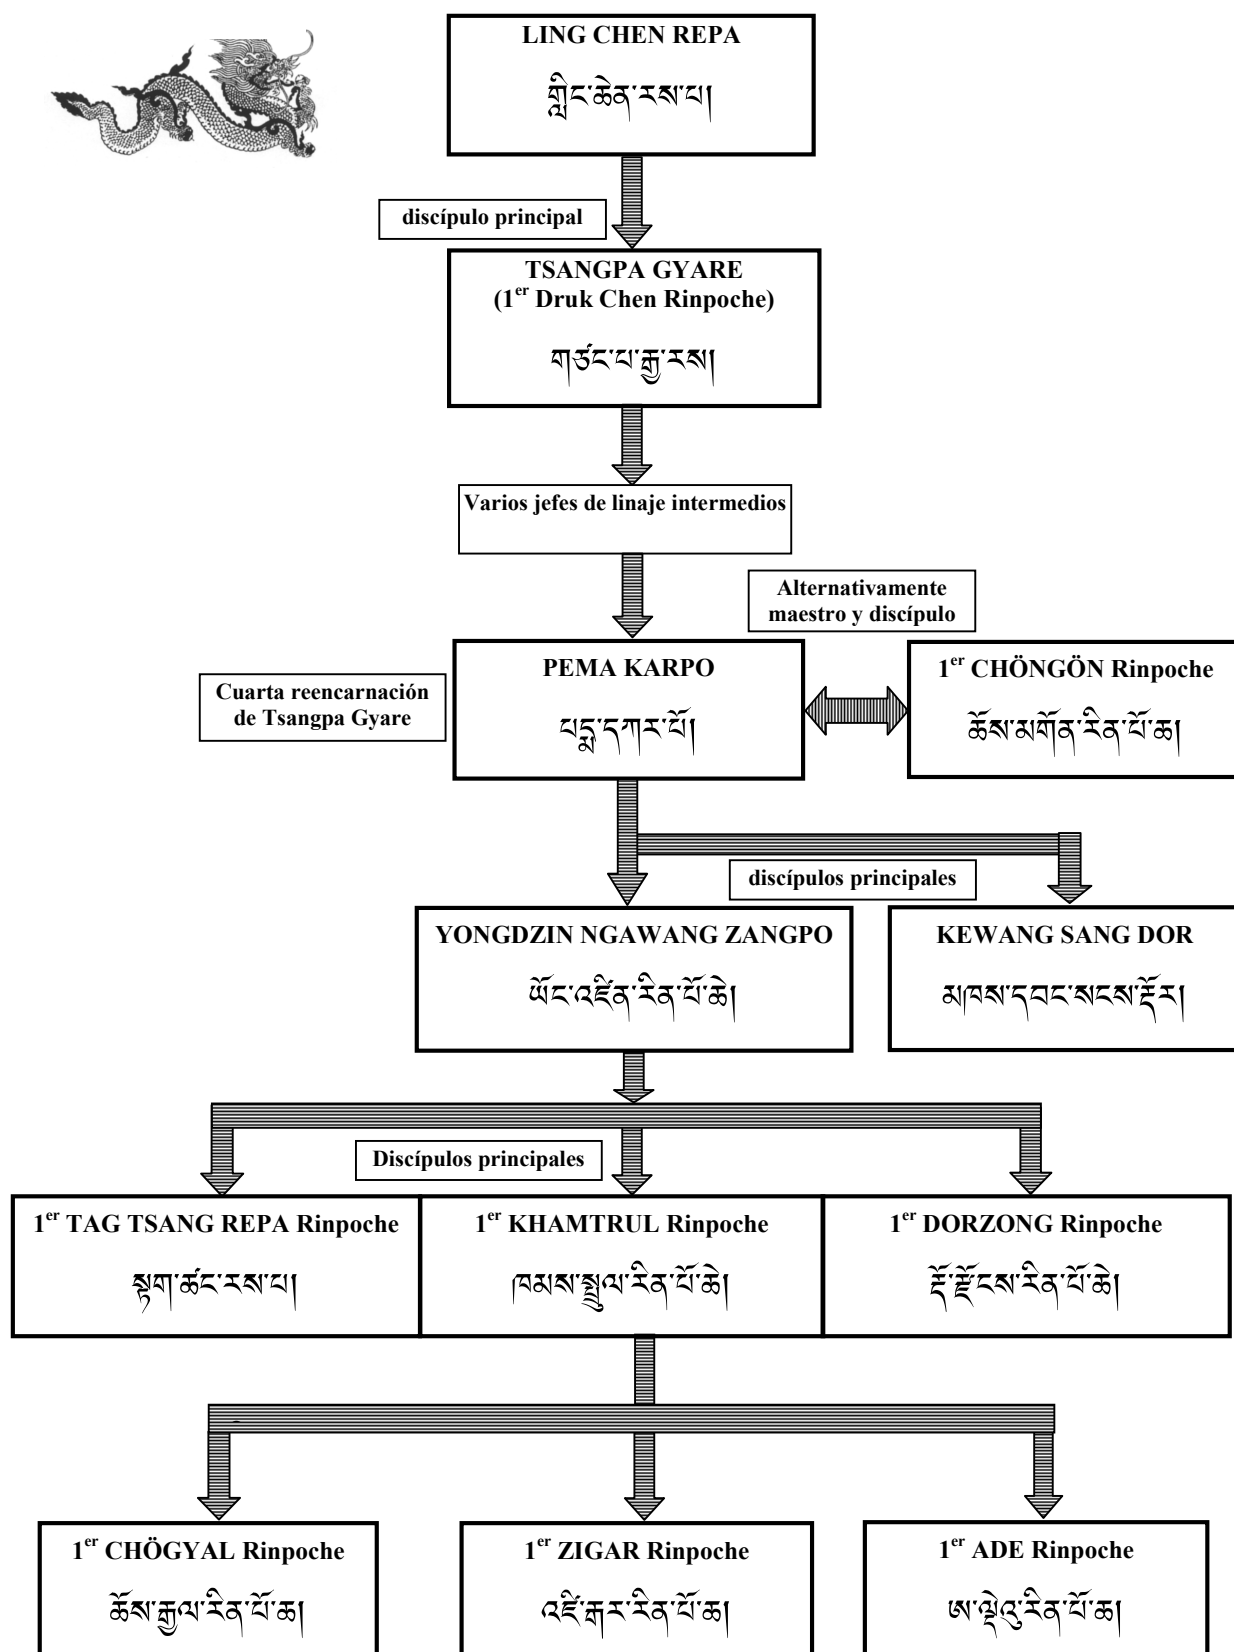 LING CHEN REPA
གླིང་ཆེན་རས་པ།
discípulo principal
TSANGPA GYARE
(1er Druk Chen Rinpoche)
གཙང་པ་རྒྱ་རས།
Varios jefes de linaje intermedios
Alternativamente
maestro y discípulo
PEMA KARPO
པདྨ་དཀར་པོ།
1er CHÖNGÖN Rinpoche
ཆོས་མགོན་རིན་པོ་ཆ།
Cuarta reencarnación
de Tsangpa Gyare
discípulos principales
YONGDZIN NGAWANG ZANGPO
ཡོང་འཛིན་རིན་པོ་ཆེ།
KEWANG SANG DOR
མཁས་དབང་སངས་རྡོར།
Discípulos principales
1er TAG TSANG REPA Rinpoche
སྟག་ཚང་རས་པ།
1er KHAMTRUL Rinpoche
ཁམས་སྤྲུལ་རིན་པོ་ཆེ།
1er DORZONG Rinpoche
རྡོ་རྫོངས་རིན་པོ་ཆེ།
1er CHÖGYAL Rinpoche
ཆོས་རྒྱལ་རིན་པོ་ཆ།
1er ZIGAR Rinpoche
འཛི་སྒར་རིན་པོ་ཆ།
1er ADE Rinpoche
ཨ་ལྡེའུ་རིན་པོ་ཆ།